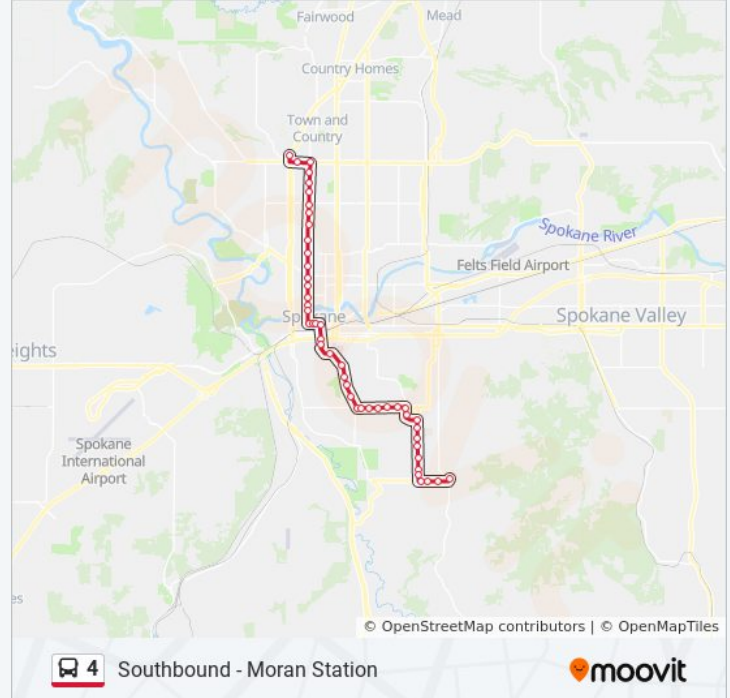 Fairwood
Mead
Country Homes
Town and
Country
Spokane River
Felts Field Airport
Spokane
Spokane Valley
eights
Spokane
International
Airport
es
© OpenStreetMap contributors | © OpenMapTiles
4 Southbound - Moran Station
moovit